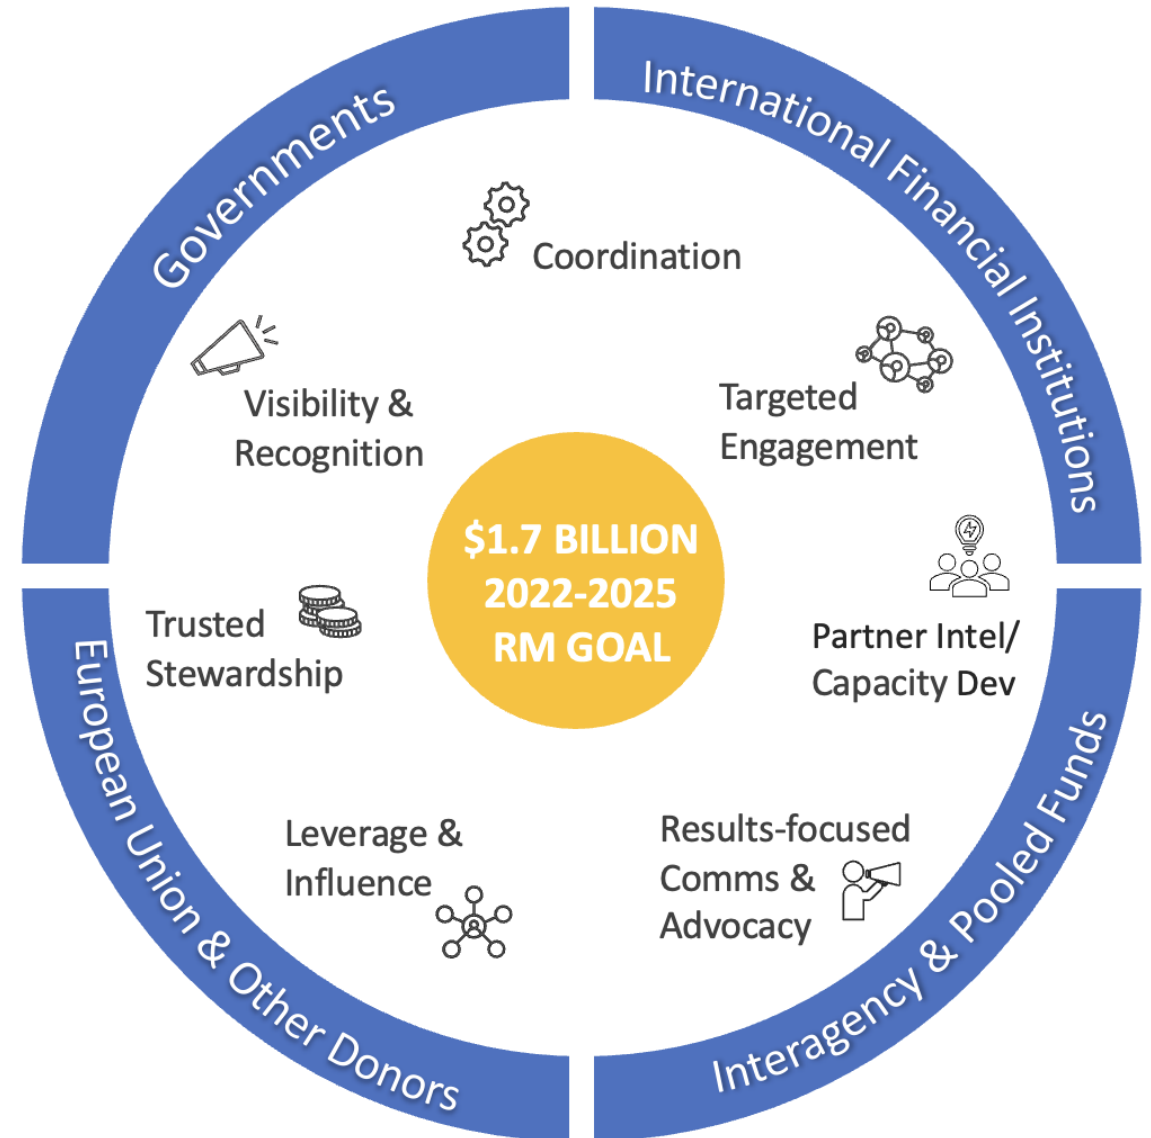 Governments
International Financial Institutions
Coordination
Visibility &
Recognition
Targeted
Engagement
$1.7 BILLION
2022-2025
RM GOAL
Trusted
Stewardship
Partner Intel/
Capacity Dev
Leverage &
Influence
Results-focused
Comms &
Advocacy
European Union & Other Donors
Interagency & Pooled Funds